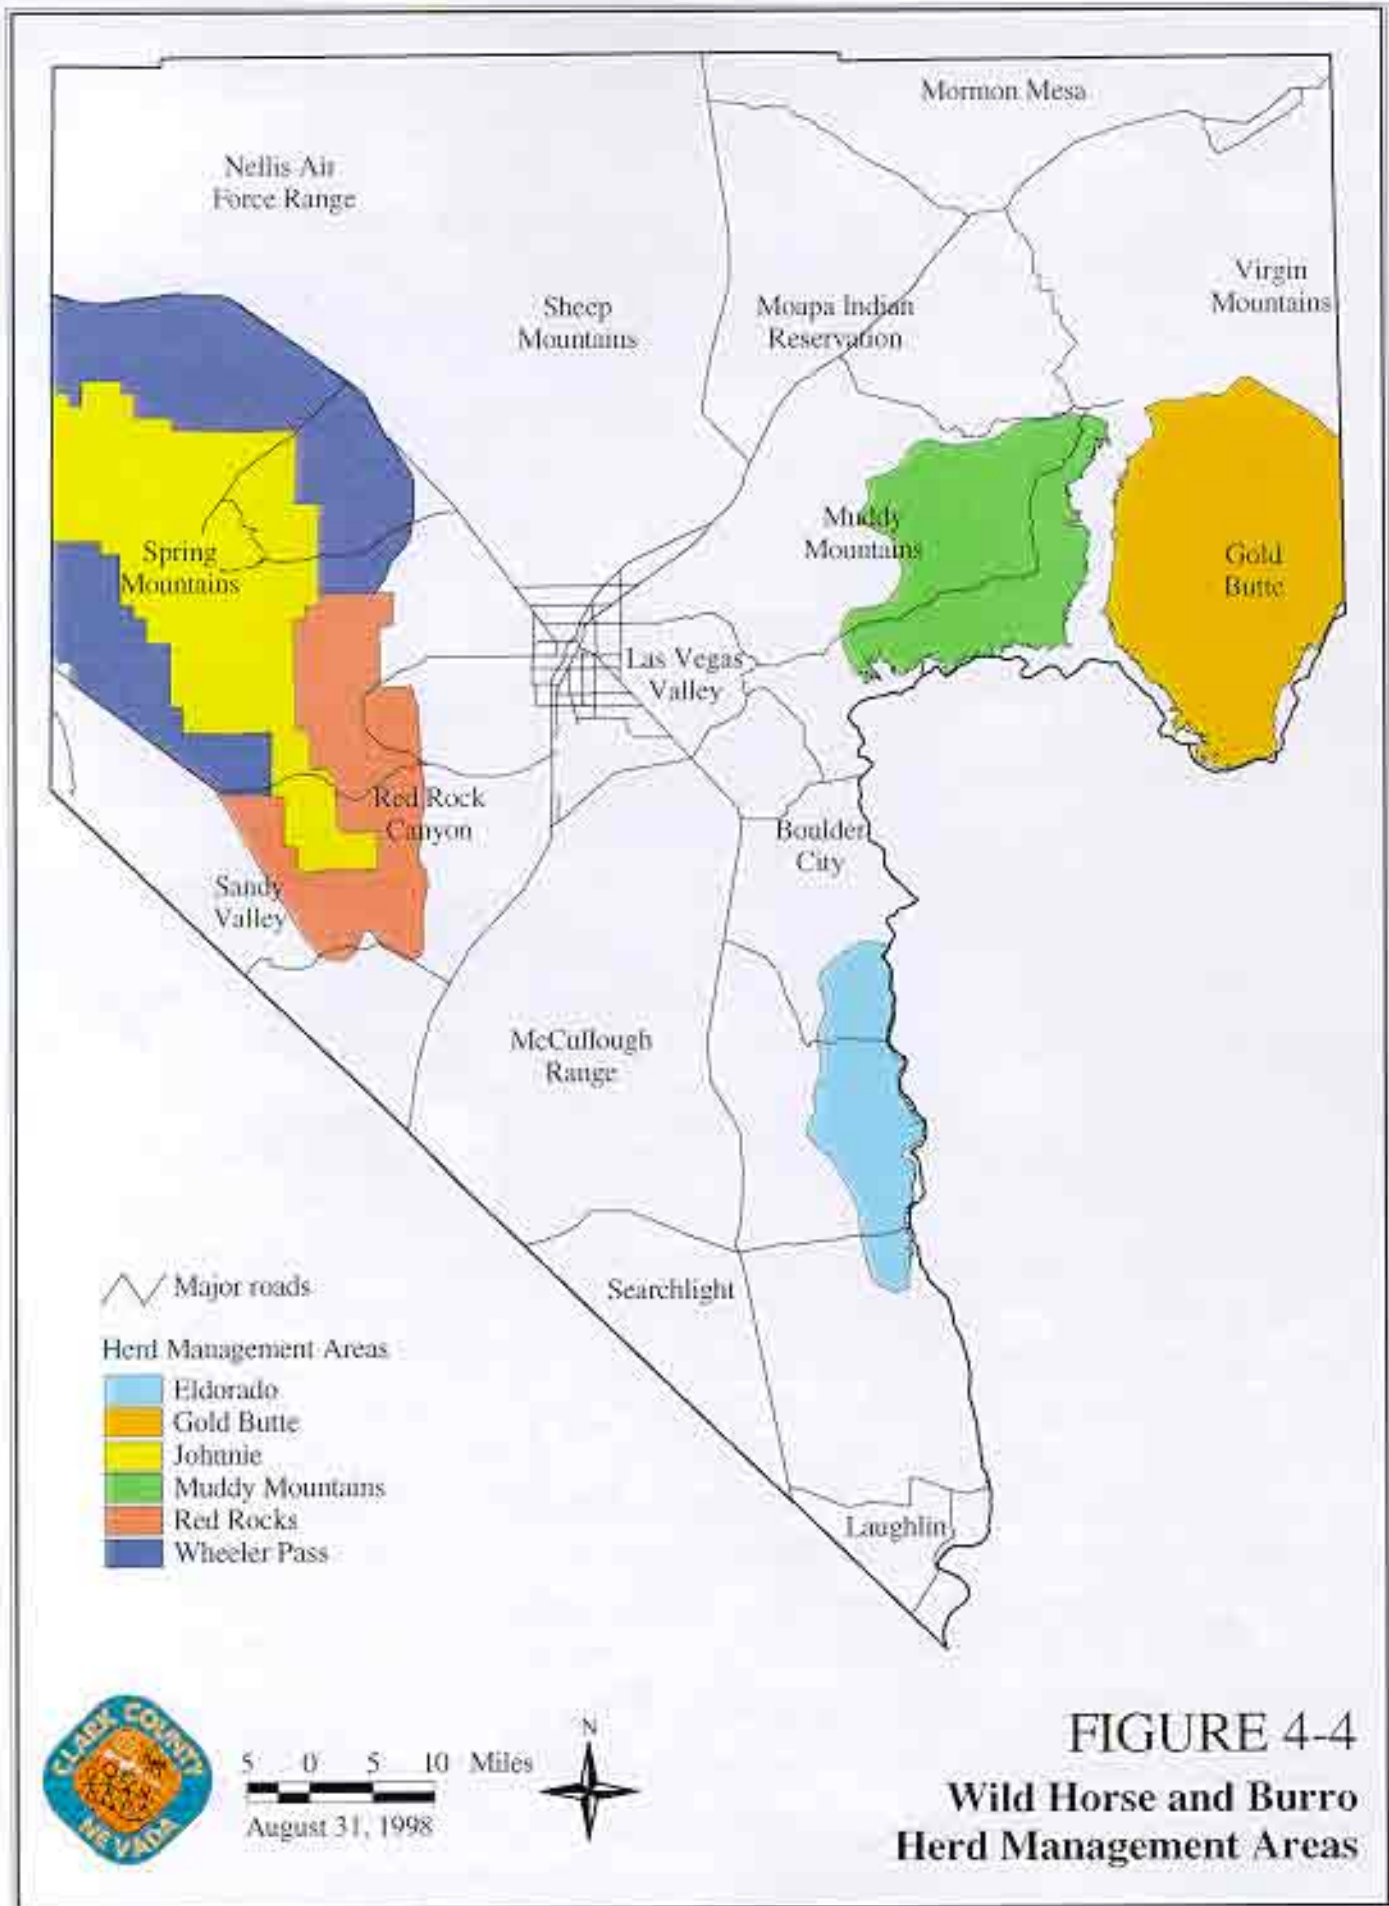 Mormon Mesa
Nellis Air
Force Range
Virgin
Mountains
Sheep
Mountains
Moapa Indian
Reservation
Muddy
Mountains
Gold
Butte
Spring
Mountains
Las Vegas
Valley
Red Rock
Canyon
Boulder
City
Sandy
Valley
McCullough
Range
Searchlight
Laughlin
Major roads
Herd Management Areas
Eldorado
Gold Butte
Johnnie
Muddy Mountains
Red Rocks
Wheeler Pass
CLARK COUNTY
NEVADA
5 0 5 10 Miles
August 31, 1998
N
FIGURE 4-4
Wild Horse and Burro
Herd Management Areas